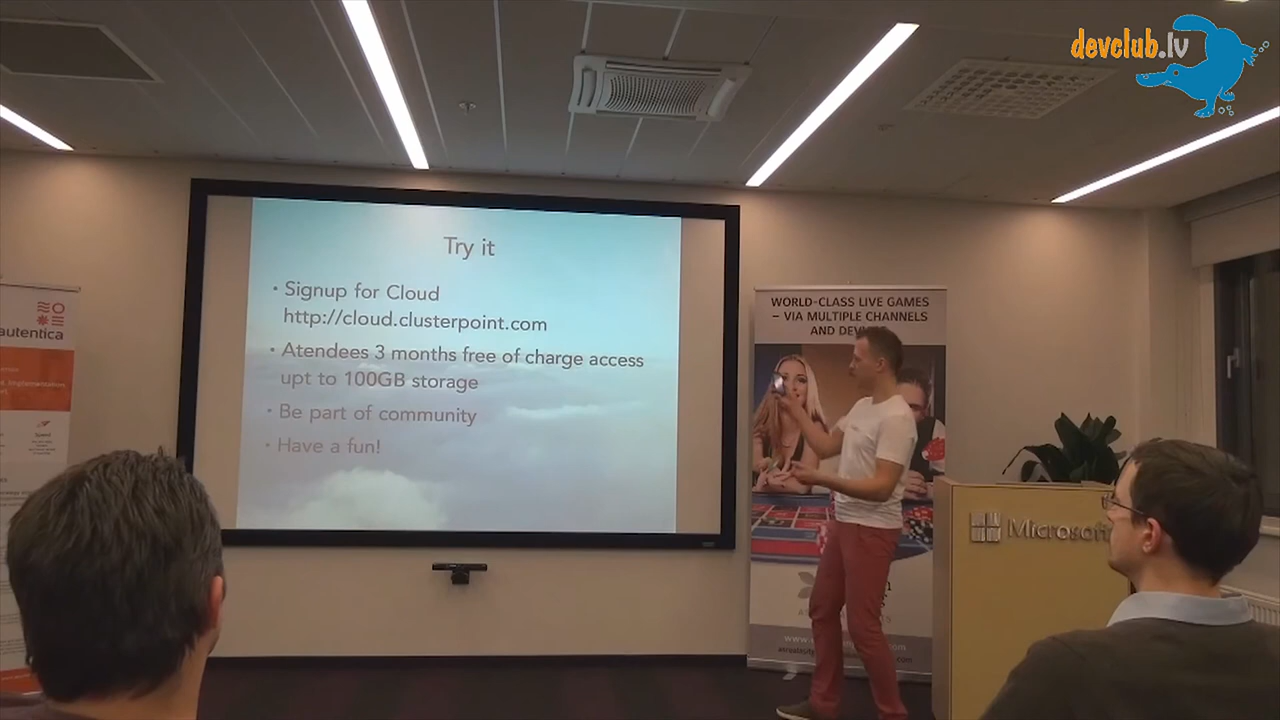 devclub.lv
Try it
• Signup for Cloud
http://cloud.clusterpoint.com
• Atendees 3 months free of charge access
upt to 100GB storage
• Be part of community
• Have a fun!
autentica
WORLD-CLASS LIVE GAMES
– VIA MULTIPLE CHANNELS
AND
Microsoft